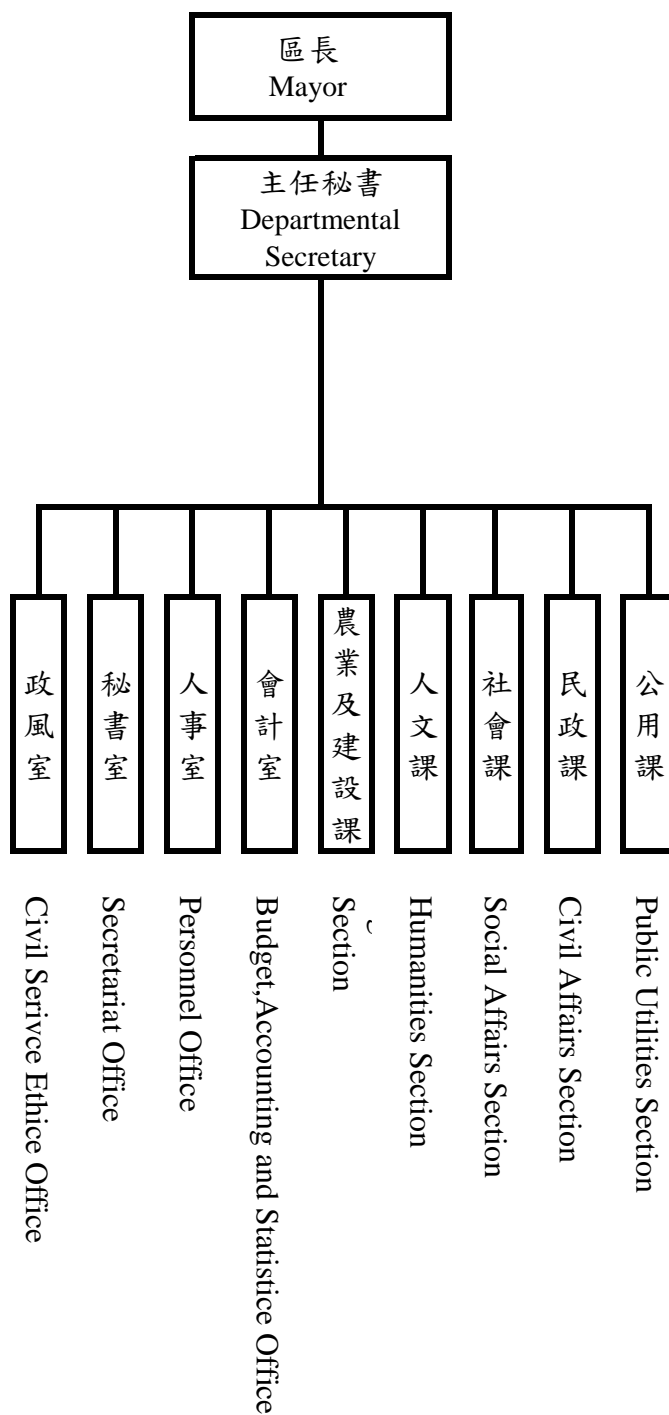 區長
Mayor
主任秘書
Departmental
Secretary
政風室
秘書室
人事室
會計室
農業及建設課
人文課
社會課
民政課
公用課
Civil Serivce Ethice Office
Secretariat Office
Personnel Office
Budget,Accounting and Statistice Office
Section
Humanities Section
Social Affairs Section
Civil Affairs Section
Public Utilities Section